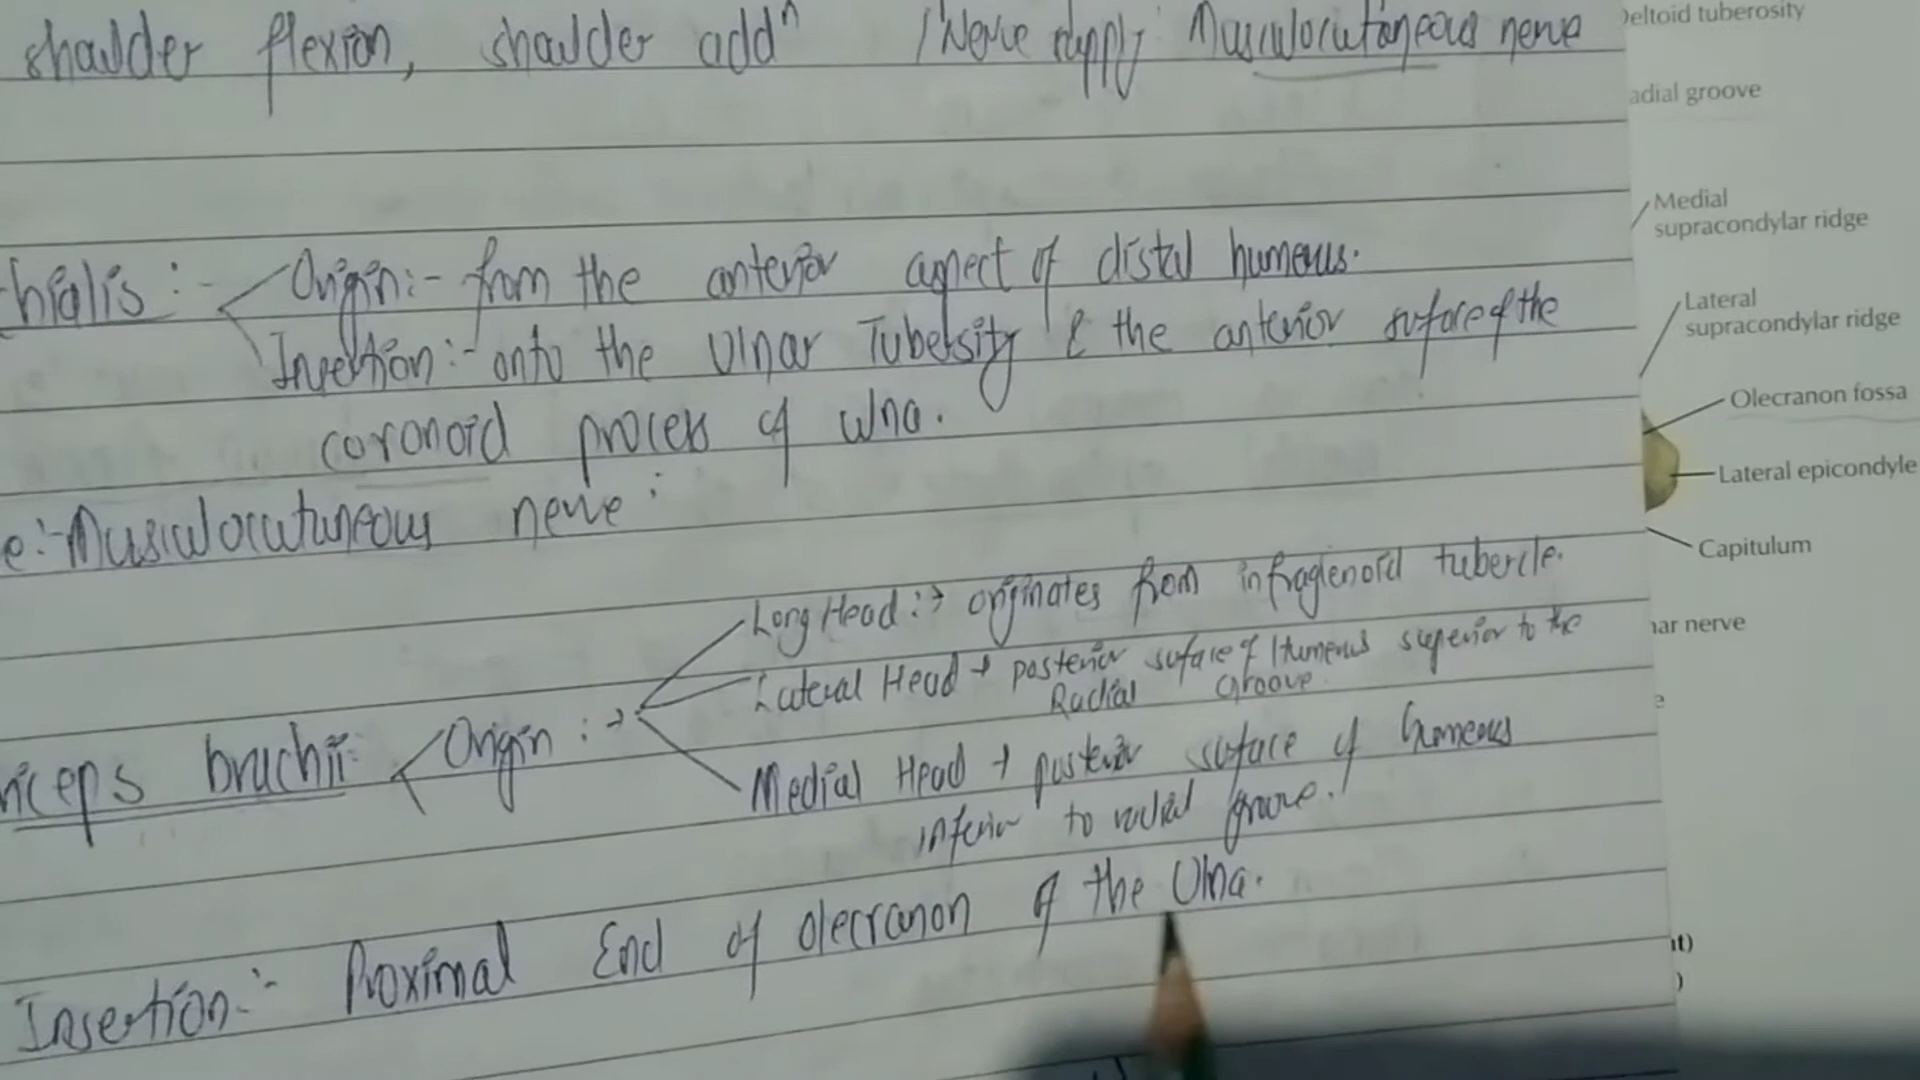 shoulder flexion, shoulder addⁿ / Nerve supply: Musculocutaneous nerve
chialis :- Origin:- from the anterior aspect of distal humerus.
Insertion:- onto the Ulnar Tuberosity & the anterior surface of the
coronoid process of ulna.
e:- Musculocutaneous nerve:
Long Head :→ originates from infraglenoid tubercle.
Lateral Head → posterior surface of Humerus superior to the
Radial Groove.
riceps brachii Origin :→
Medial Head → posterior surface of humerus
inferior to radial groove.
Insertion:- Proximal End of olecranon of the Ulna.
Deltoid tuberosity
adial groove
Medial
supracondylar ridge
Lateral
supracondylar ridge
Olecranon fossa
Lateral epicondyle
Capitulum
nar nerve
e
t)
)